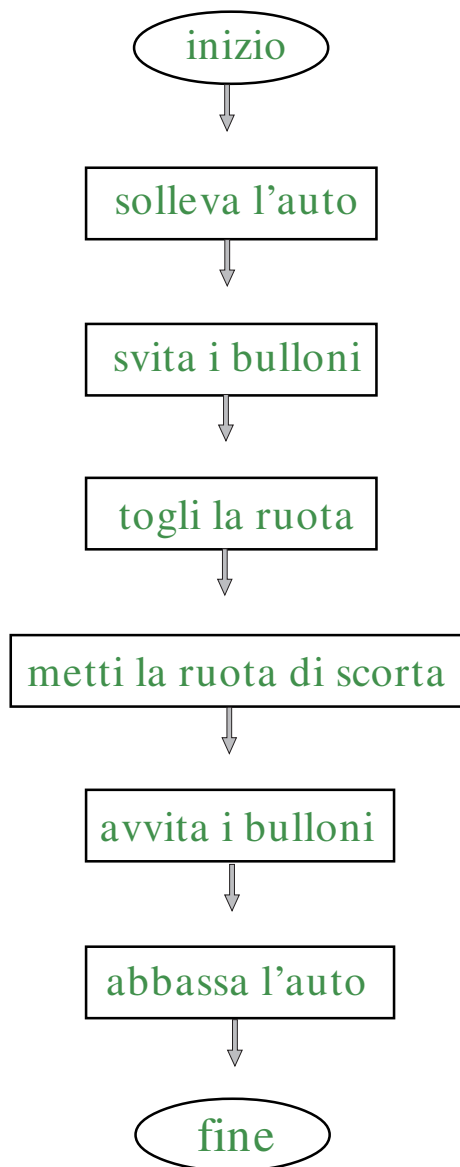 inizio
solleva l'auto
svita i bulloni
togli la ruota
metti la ruota di scorta
avvita i bulloni
abbassa l'auto
fine